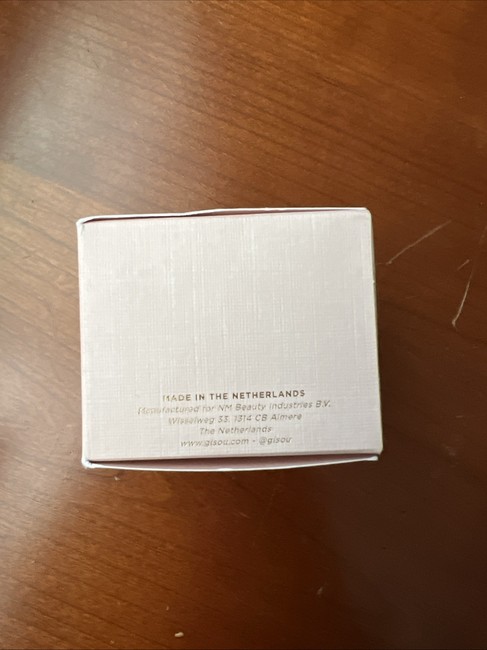 MADE IN THE NETHERLANDS
Manufactured for NM Beauty Industries B.V.
Wisselweg 33, 1314 CB Almere
The Netherlands
www.gisou.com - @gisou